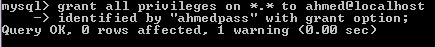 mysql> grant all privileges on *.* to ahmed@localhost
    -> identified by "ahmedpass" with grant option;
Query OK, 0 rows affected, 1 warning (0.00 sec)